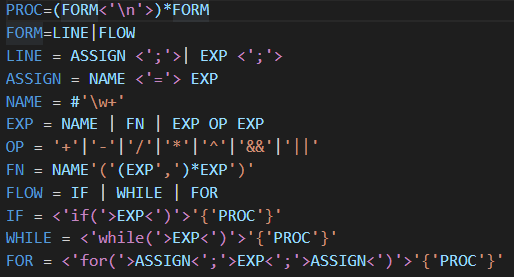 PROC=(FORM<'\n'>)*FORM
FORM=LINE|FLOW
LINE = ASSIGN <';'>| EXP <';'>
ASSIGN = NAME <'='> EXP
NAME = #'\w+'
EXP = NAME | FN | EXP OP EXP
OP = '+'|'-'|'/'|'*'|'^'|'&&'|'||'
FN = NAME'('(EXP',')*EXP')'
FLOW = IF | WHILE | FOR
IF = <'if('>EXP<')'>'{'PROC'}'
WHILE = <'while('>EXP<')'>'{'PROC'}'
FOR = <'for('>ASSIGN<';'>EXP<';'>ASSIGN<')'>'{'PROC'}'